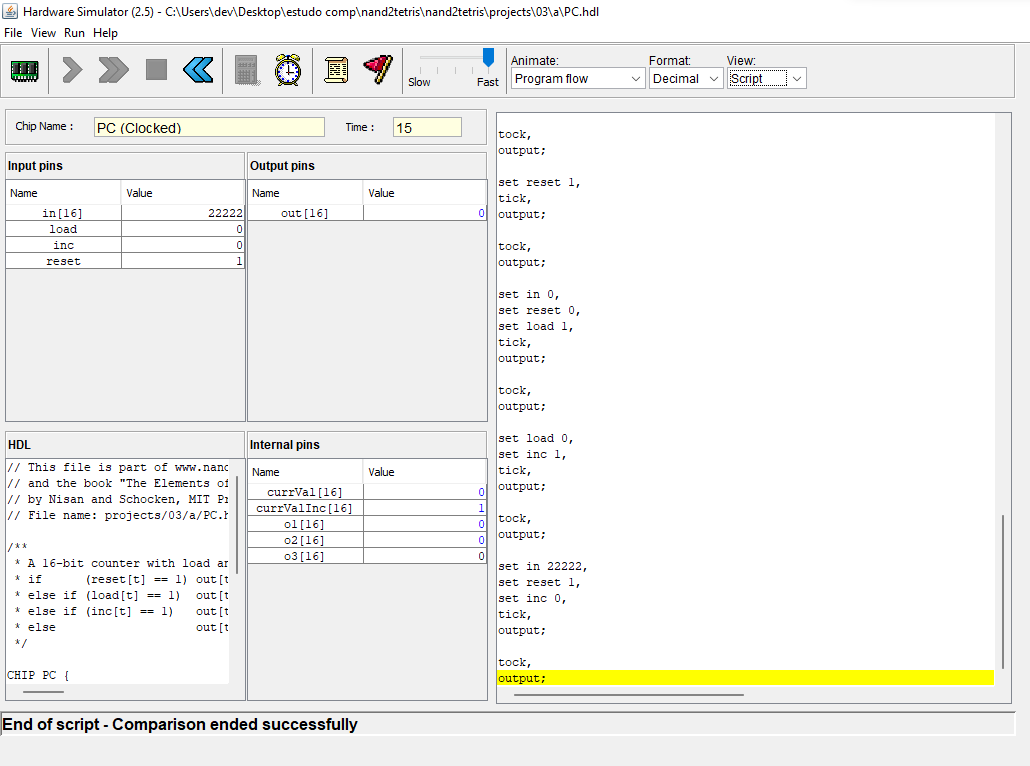 Hardware Simulator (2.5) - C:\Users\dev\Desktop\estudo comp\nand2tetris\nand2tetris\projects\03\a\PC.hdl
File View Run Help
Slow Fast
Animate:
Program flow
Format:
Decimal
View:
Script
Chip Name :
PC (Clocked)
Time :
15
Input pins
Name Value
in[16] 22222
load 0
inc 0
reset 1
Output pins
Name Value
out[16] 0
HDL
// This file is part of www.nand
// and the book "The Elements of
// by Nisan and Schocken, MIT Pr
// File name: projects/03/a/PC.h
/**
* A 16-bit counter with load an
* if (reset[t] == 1) out[t
* else if (load[t] == 1) out[t
* else if (inc[t] == 1) out[t
* else out[t
*/
CHIP PC {
Internal pins
Name Value
currVal[16] 0
currValInc[16] 1
o1[16] 0
o2[16] 0
o3[16] 0
tock,
output;
set reset 1,
tick,
output;
tock,
output;
set in 0,
set reset 0,
set load 1,
tick,
output;
tock,
output;
set load 0,
set inc 1,
tick,
output;
tock,
output;
set in 22222,
set reset 1,
set inc 0,
tick,
output;
tock,
output;
End of script - Comparison ended successfully